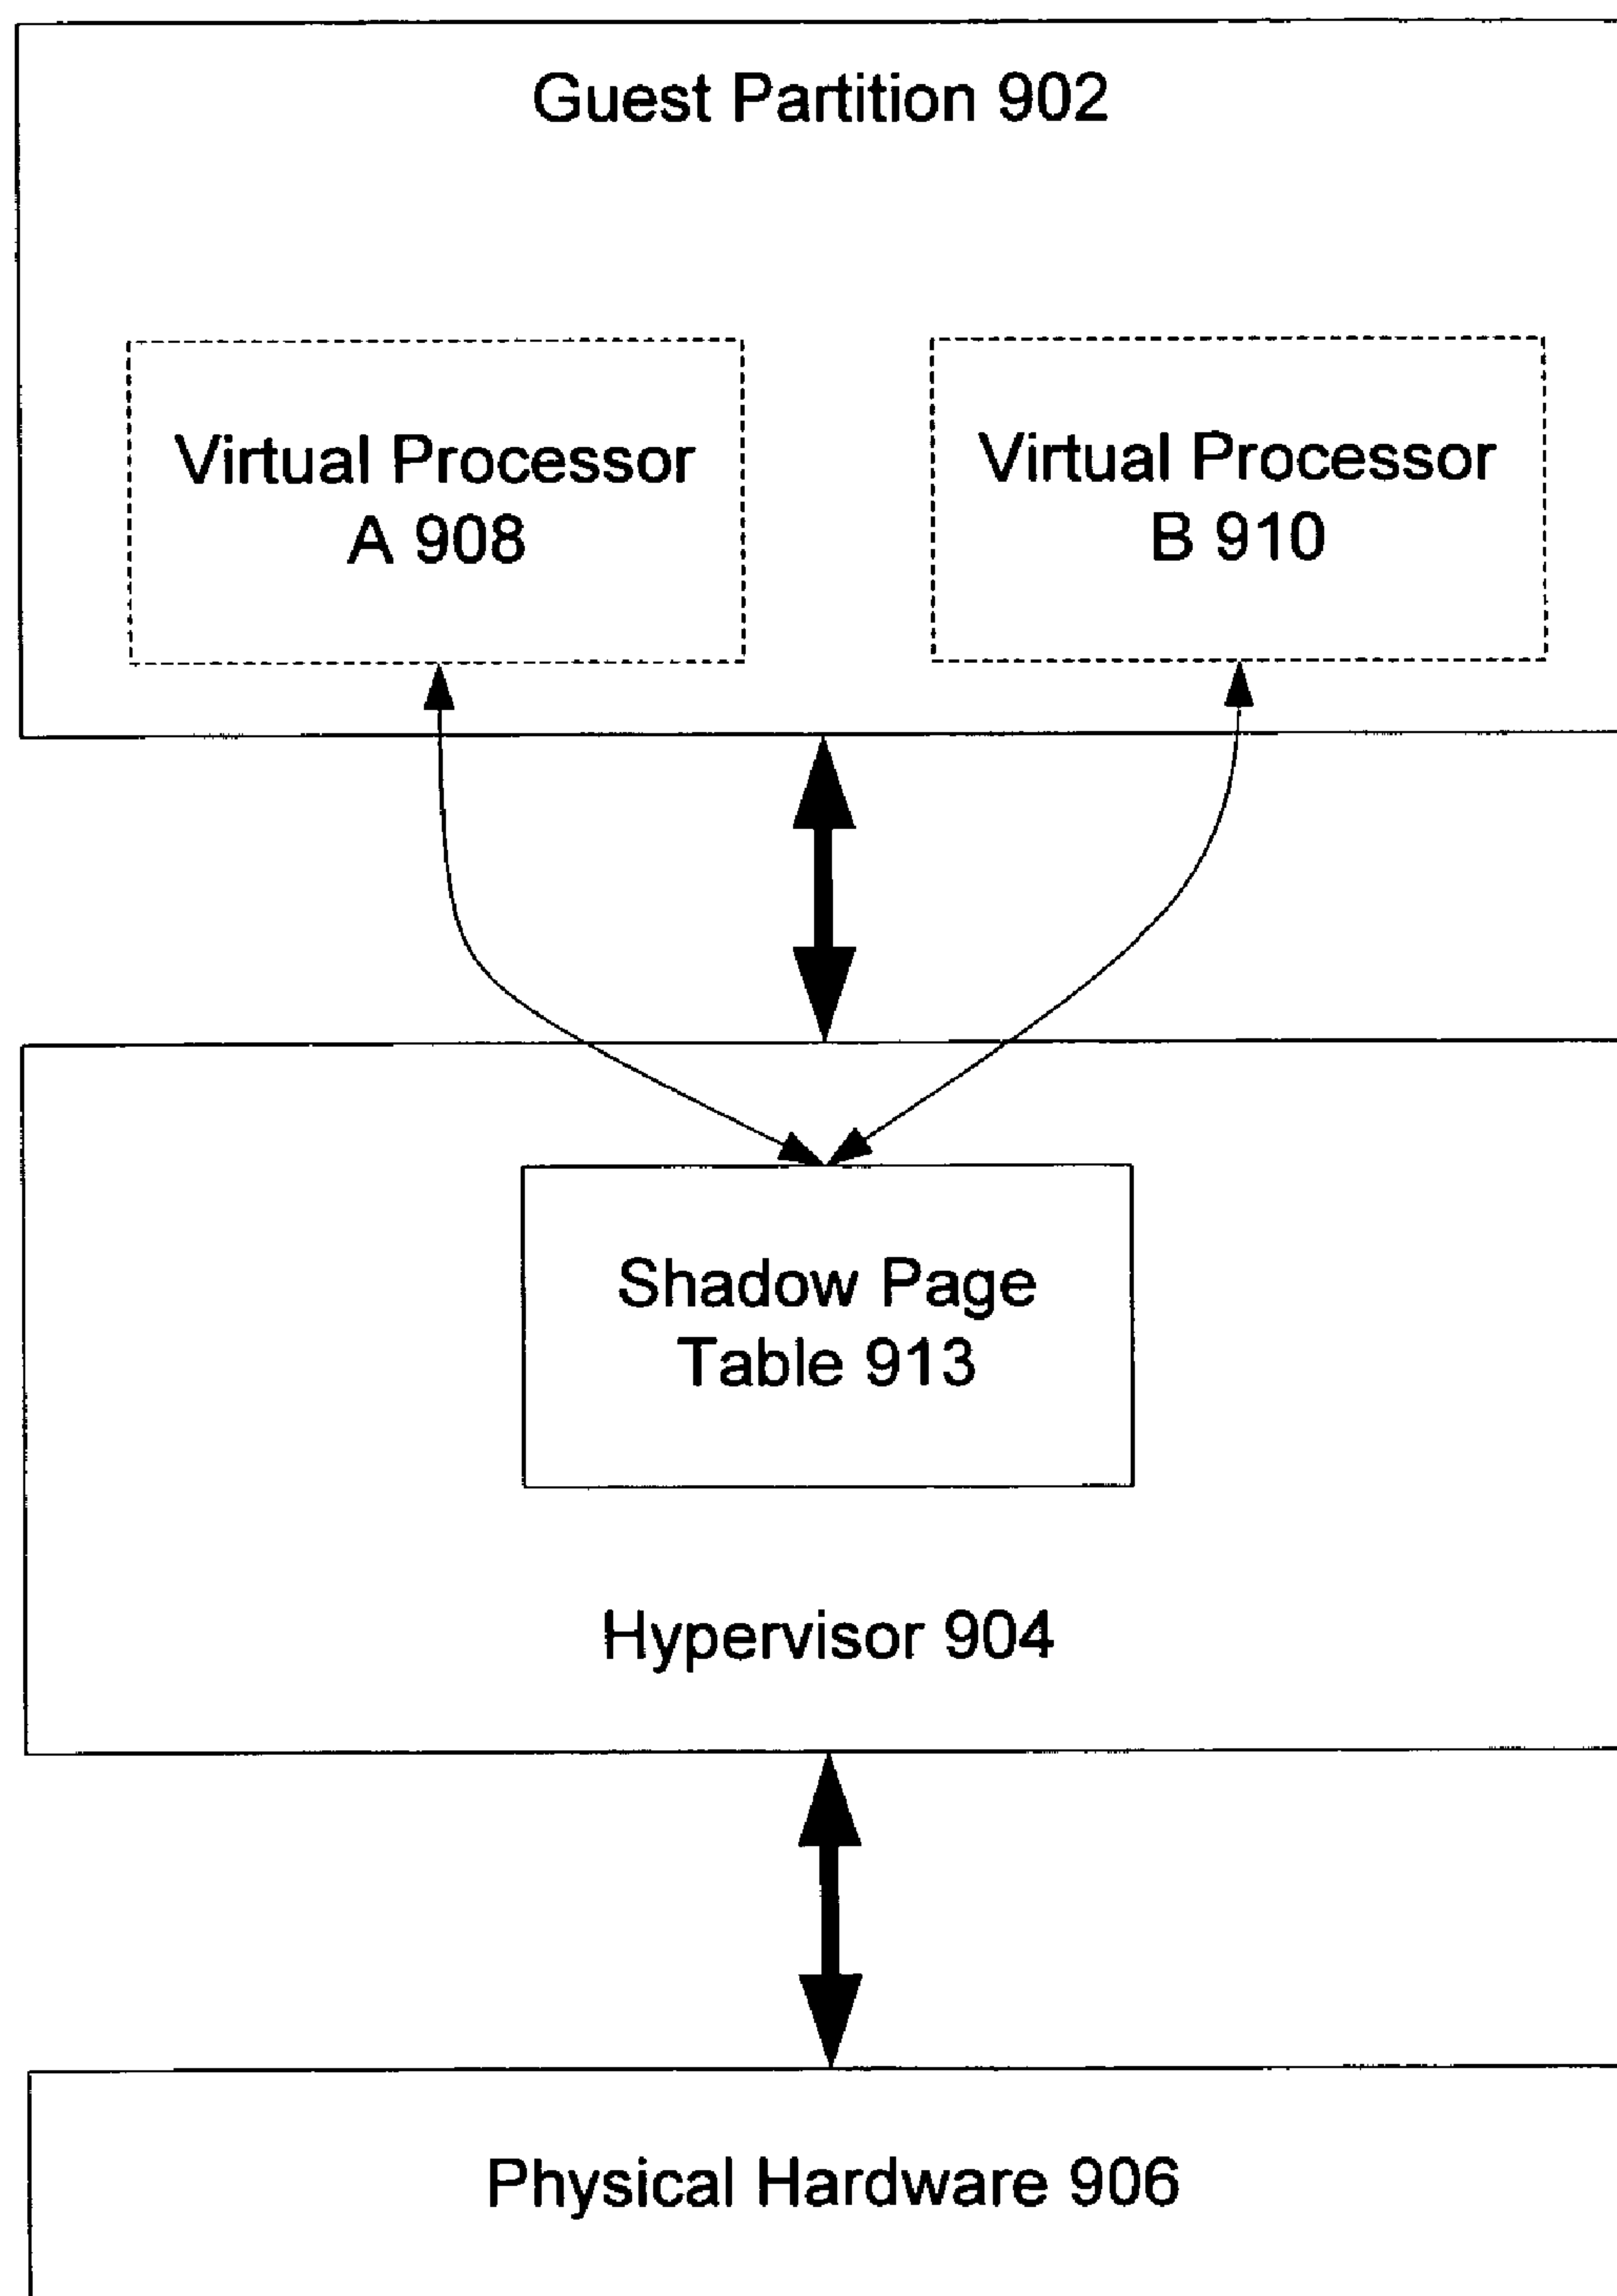 Guest Partition 902
Virtual Processor
A 908
Virtual Processor
B 910
Shadow Page
Table 913
Hypervisor 904
Physical Hardware 906